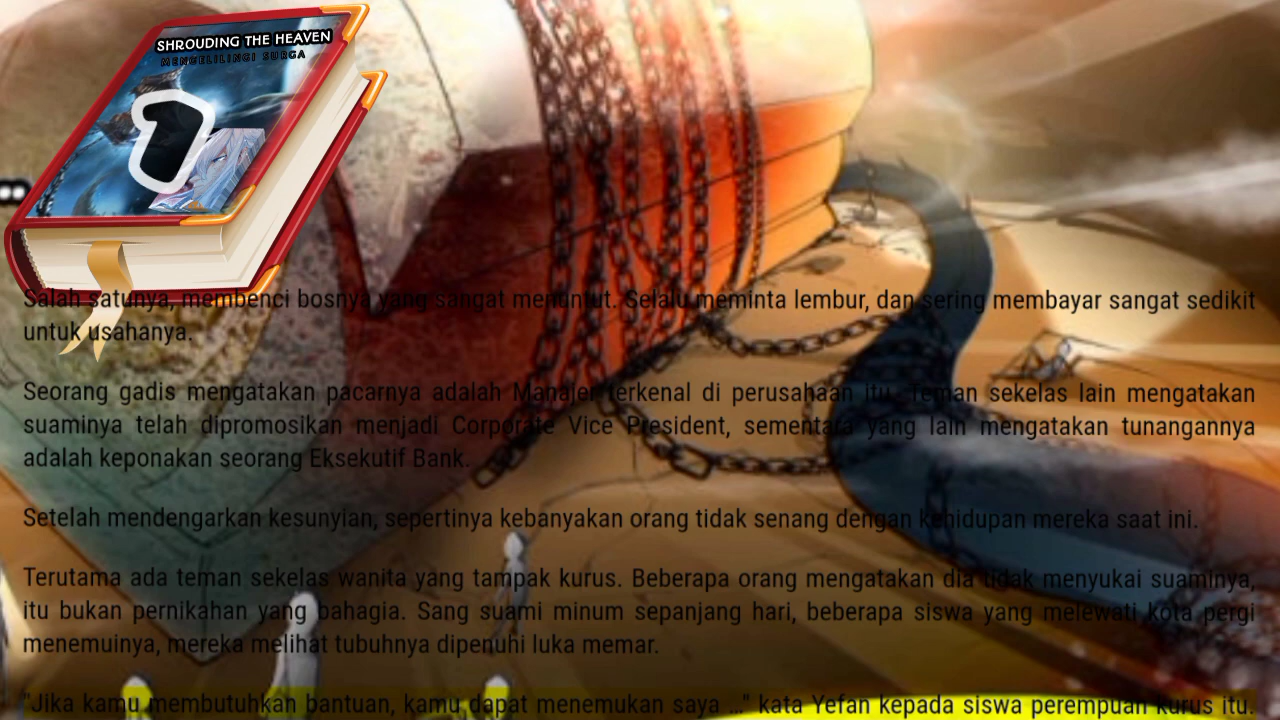 SHROUDING THE HEAVEN
MENGELILINGI SURGA
1
Salah satunya, membenci bosnya yang sangat menuntut. Selalu meminta lembur, dan sering membayar sangat sedikit
untuk usahanya.
Seorang gadis mengatakan pacarnya adalah Manajer terkenal di perusahaan itu. Teman sekelas lain mengatakan
suaminya telah dipromosikan menjadi Corporate Vice President, sementara yang lain mengatakan tunangannya
adalah keponakan seorang Eksekutif Bank.
Setelah mendengarkan kesunyian, sepertinya kebanyakan orang tidak senang dengan kehidupan mereka saat ini.
Terutama ada teman sekelas wanita yang tampak kurus. Beberapa orang mengatakan dia tidak menyukai suaminya,
itu bukan pernikahan yang bahagia. Sang suami minum sepanjang hari, beberapa siswa yang melewati kota pergi
menemuinya, mereka melihat tubuhnya dipenuhi luka memar.
"Jika kamu membutuhkan bantuan, kamu dapat menemukan saya ..." kata Yefan kepada siswa perempuan kurus itu.